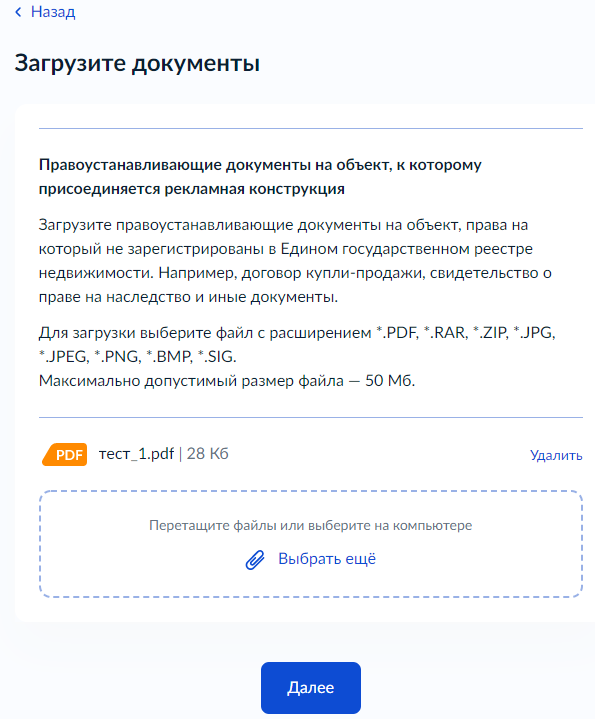 Назад
Загрузите документы
Правоустанавливающие документы на объект, к которому
присоединяется рекламная конструкция
Загрузите правоустанавливающие документы на объект, права на
который не зарегистрированы в Едином государственном реестре
недвижимости. Например, договор купли-продажи, свидетельство о
праве на наследство и иные документы.
Для загрузки выберите файл с расширением *.PDF, *.RAR, *.ZIP, *.JPG,
*.JPEG, *.PNG, *.BMP, *.SIG.
Максимально допустимый размер файла — 50 Мб.
PDF тест_1.pdf | 28 Кб Удалить
Перетащите файлы или выберите на компьютере
Выбрать ещё
Далее